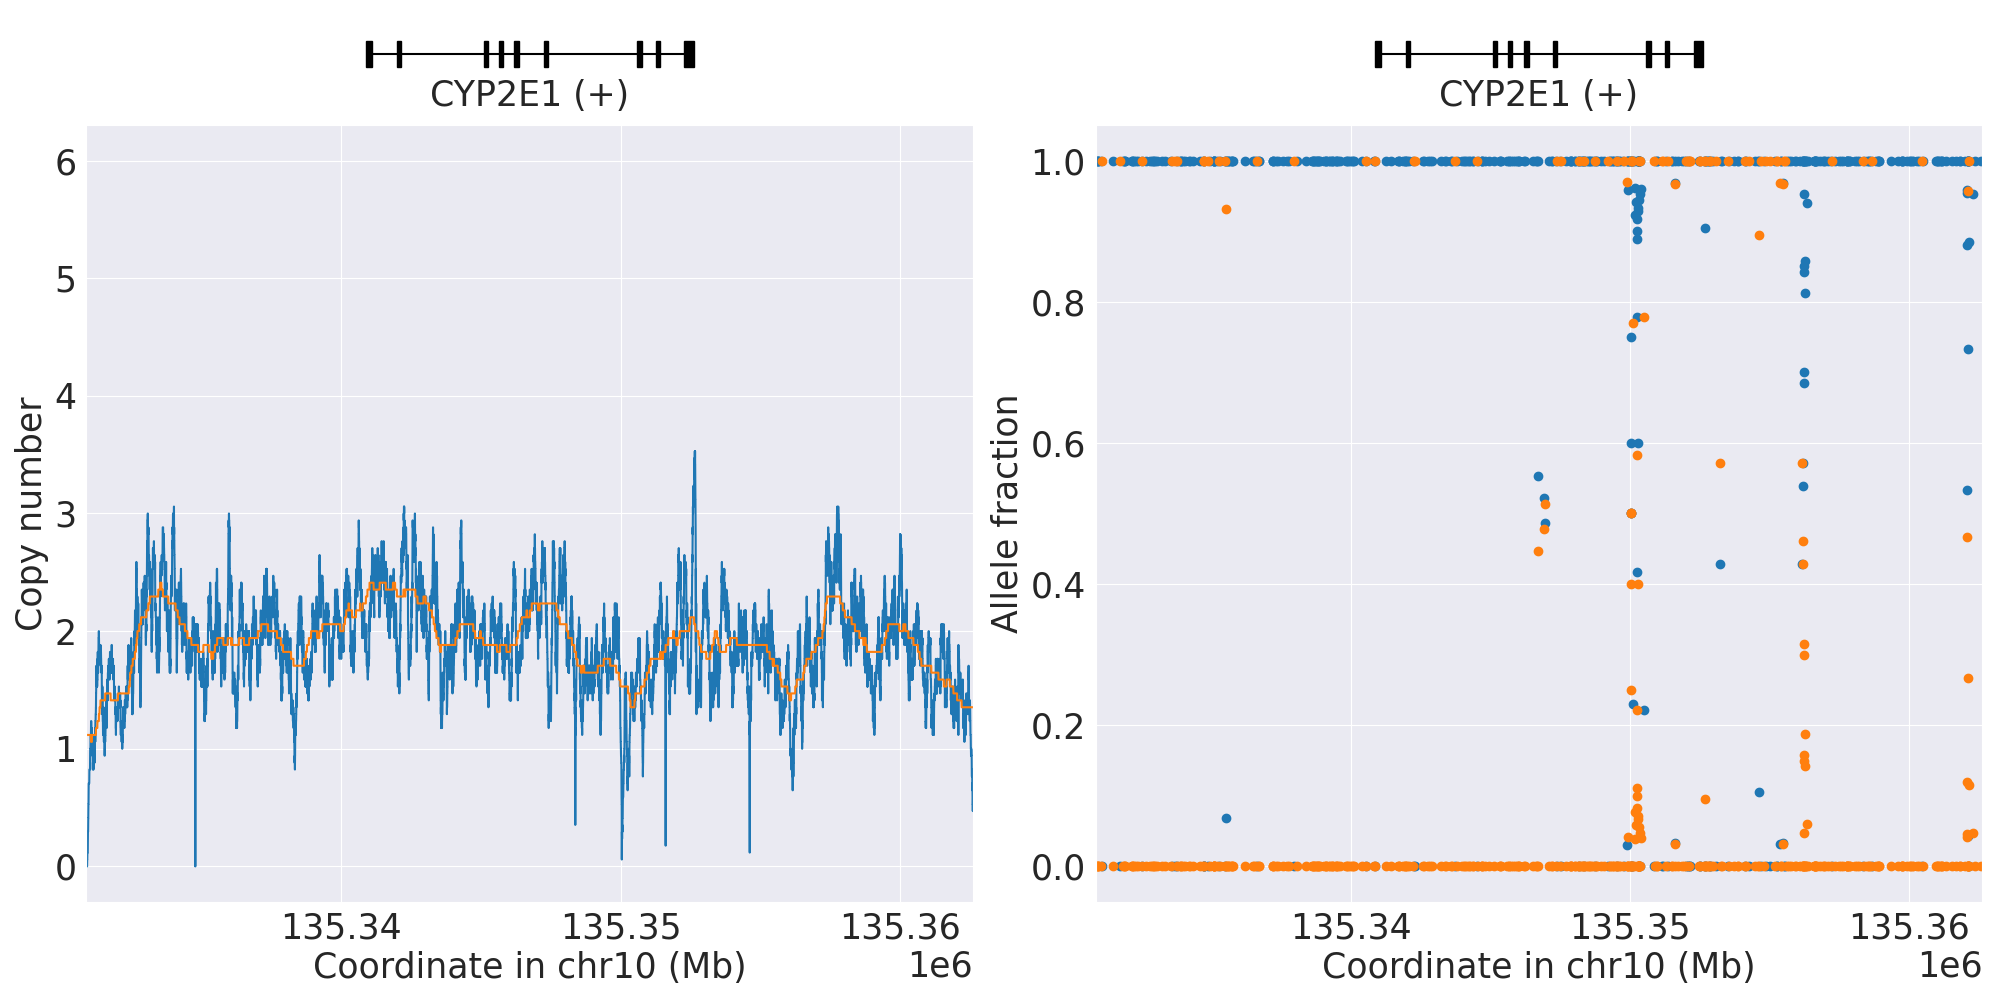 CYP2E1 (+)
6
5
4
3
2
1
0
Copy number
135.34 135.35 135.36
Coordinate in chr10 (Mb)
1e6
CYP2E1 (+)
1.0
0.8
0.6
0.4
0.2
0.0
Allele fraction
135.34 135.35 135.36
Coordinate in chr10 (Mb)
1e6